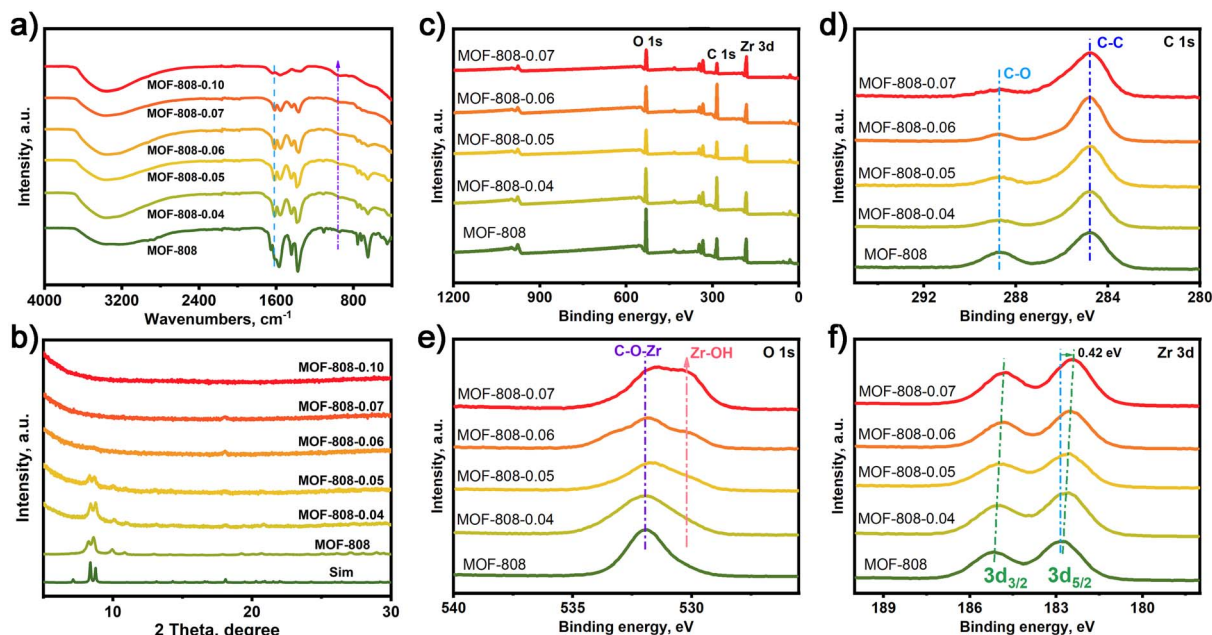 a)
Intensity, a.u.
MOF-808-0.10
MOF-808-0.07
MOF-808-0.06
MOF-808-0.05
MOF-808-0.04
MOF-808
4000 3200 2400 1600 800
Wavenumbers, cm-1
c)
Intensity, a.u.
O 1s
C 1s
Zr 3d
MOF-808-0.07
MOF-808-0.06
MOF-808-0.05
MOF-808-0.04
MOF-808
1200 900 600 300 0
Binding energy, eV
d)
Intensity, a.u.
C-C
C 1s
C-O
MOF-808-0.07
MOF-808-0.06
MOF-808-0.05
MOF-808-0.04
MOF-808
292 288 284 280
Binding energy, eV
b)
Intensity, a.u.
MOF-808-0.10
MOF-808-0.07
MOF-808-0.06
MOF-808-0.05
MOF-808-0.04
MOF-808
Sim
10 20 30
2 Theta, degree
e)
Intensity, a.u.
C-O-Zr
Zr-OH
O 1s
MOF-808-0.07
MOF-808-0.06
MOF-808-0.05
MOF-808-0.04
MOF-808
540 535 530
Binding energy, eV
f)
Intensity, a.u.
0.42 eV
Zr 3d
MOF-808-0.07
MOF-808-0.06
MOF-808-0.05
MOF-808-0.04
MOF-808
3d3/2
3d5/2
189 186 183 180
Binding energy, eV